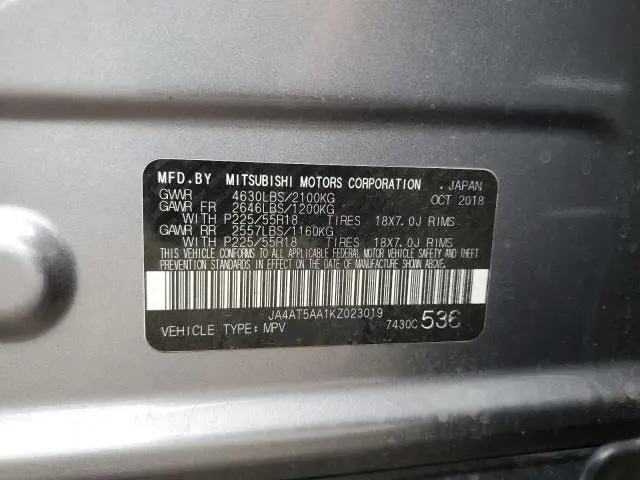 MFD.BY MITSUBISHI MOTORS CORPORATION . JAPAN
GVWR 4630LBS/2100KG OCT 2018
GAWR FR 2646LBS/1200KG
WITH P225/55R18 TIRES 18X7.0J RIMS
GAWR RR 2557LBS/1160KG
WITH P225/55R18 TIRES 18X7.0J RIMS
THIS VEHICLE CONFORMS TO ALL APPLICABLE FEDERAL MOTOR VEHICLE SAFETY AND THEFT
PREVENTION STANDARDS IN EFFECT ON THE DATE OF MANUFACTURE SHOWN ABOVE.
JA4AT5AA1KZ023019
VEHICLE TYPE:MPV 7430C 536